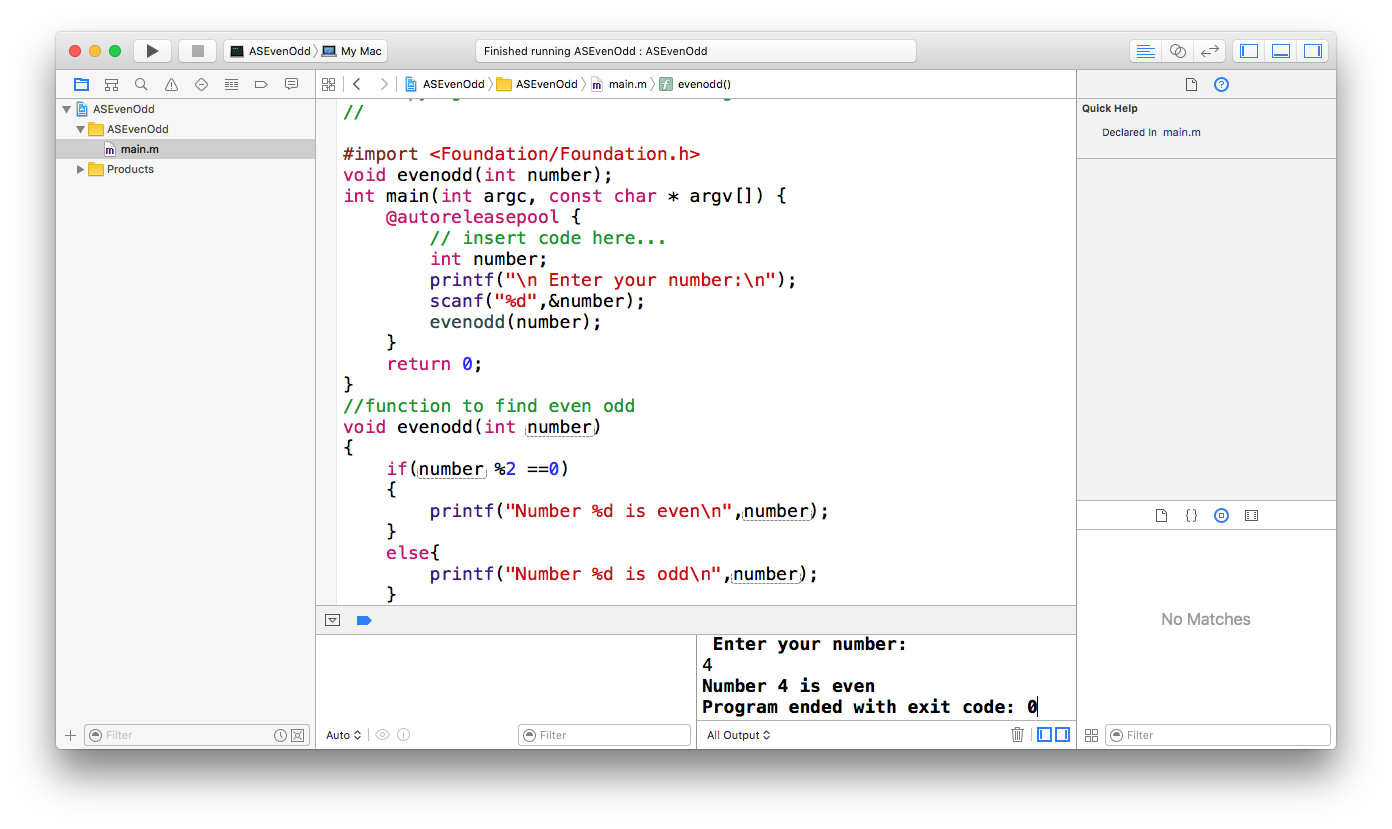 ASEvenOdd My Mac
Finished running ASEvenOdd : ASEvenOdd
ASEvenOdd
ASEvenOdd
main.m
Products
ASEvenOdd ASEvenOdd main.m evenodd()
//
#import <Foundation/Foundation.h>
void evenodd(int number);
int main(int argc, const char * argv[]) {
@autoreleasepool {
// insert code here...
int number;
printf("\n Enter your number:\n");
scanf("%d",&number);
evenodd(number);
}
return 0;
}
//function to find even odd
void evenodd(int number)
{
if(number %2 ==0)
{
printf("Number %d is even\n",number);
}
else{
printf("Number %d is odd\n",number);
}
Enter your number:
4
Number 4 is even
Program ended with exit code: 0
Quick Help
Declared In main.m
No Matches
Filter
Auto
Filter
All Output
Filter